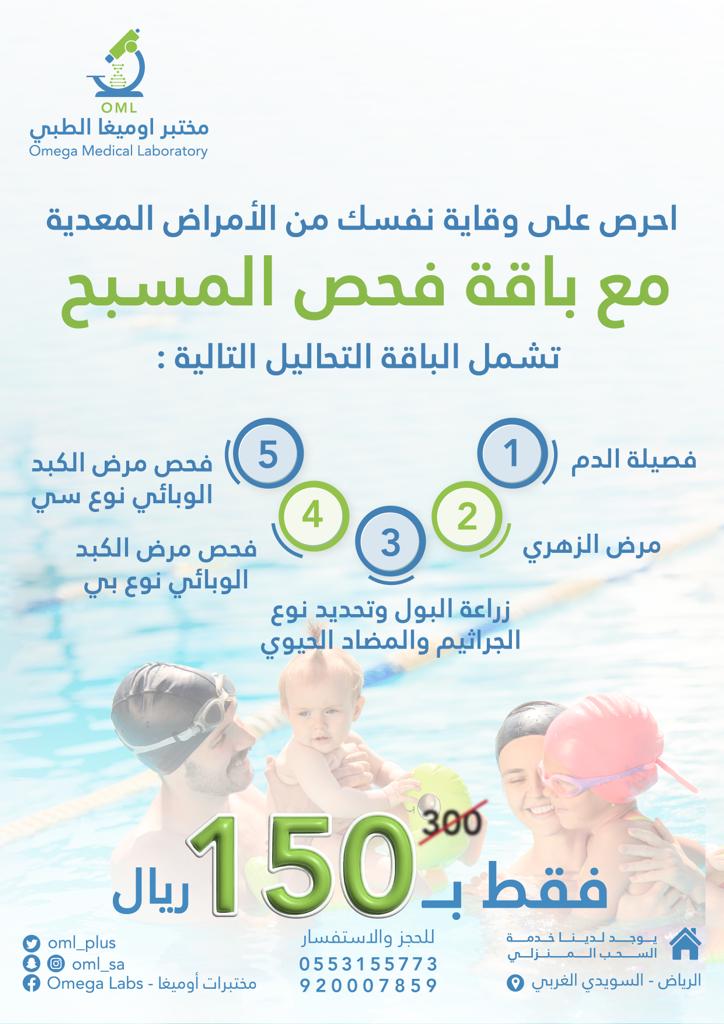 OML
مختبر اوميغا الطبي
Omega Medical Laboratory
احرص على وقاية نفسك من الأمراض المعدية
مع باقة فحص المسبح
تشمل الباقة التحاليل التالية :
1 فصيلة الدم
2 مرض الزهري
3 زراعة البول وتحديد نوع
الجراثيم والمضاد الحيوي
4 فحص مرض الكبد
الوبائي نوع بي
5 فحص مرض الكبد
الوبائي نوع سي
300
فقط بـ 150 ريال
يوجد لدينا خدمة
السحب المنزلي
الرياض - السويدي الغربي
للحجز والاستفسار
0553155773
920007859
oml_plus
oml_sa
مختبرات أوميغا - Omega Labs